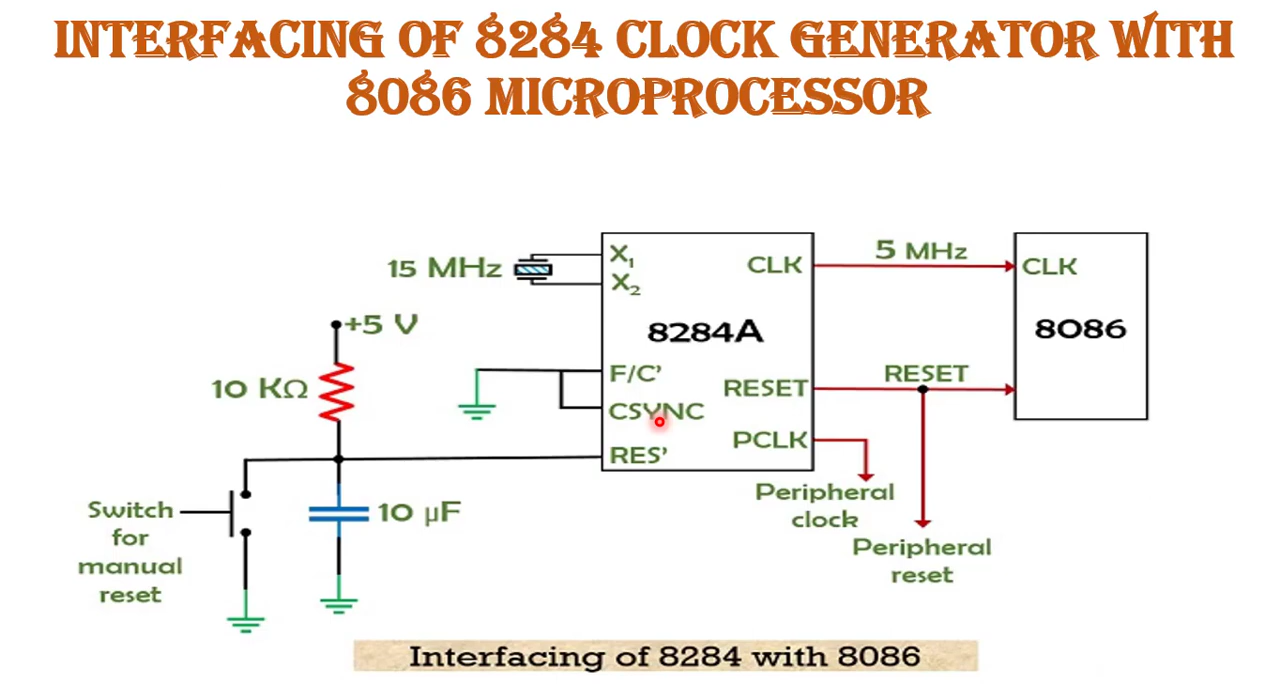 INTERFACING OF 8284 CLOCK GENERATOR WITH
8086 MICROPROCESSOR
15 MHz
X1
X2
CLK
5 MHz
CLK
+5 V
8284A
8086
10 KΩ
F/C'
RESET
RESET
CSYNC
PCLK
RES'
Peripheral
clock
Switch
for
manual
reset
10 μF
Peripheral
reset
Interfacing of 8284 with 8086